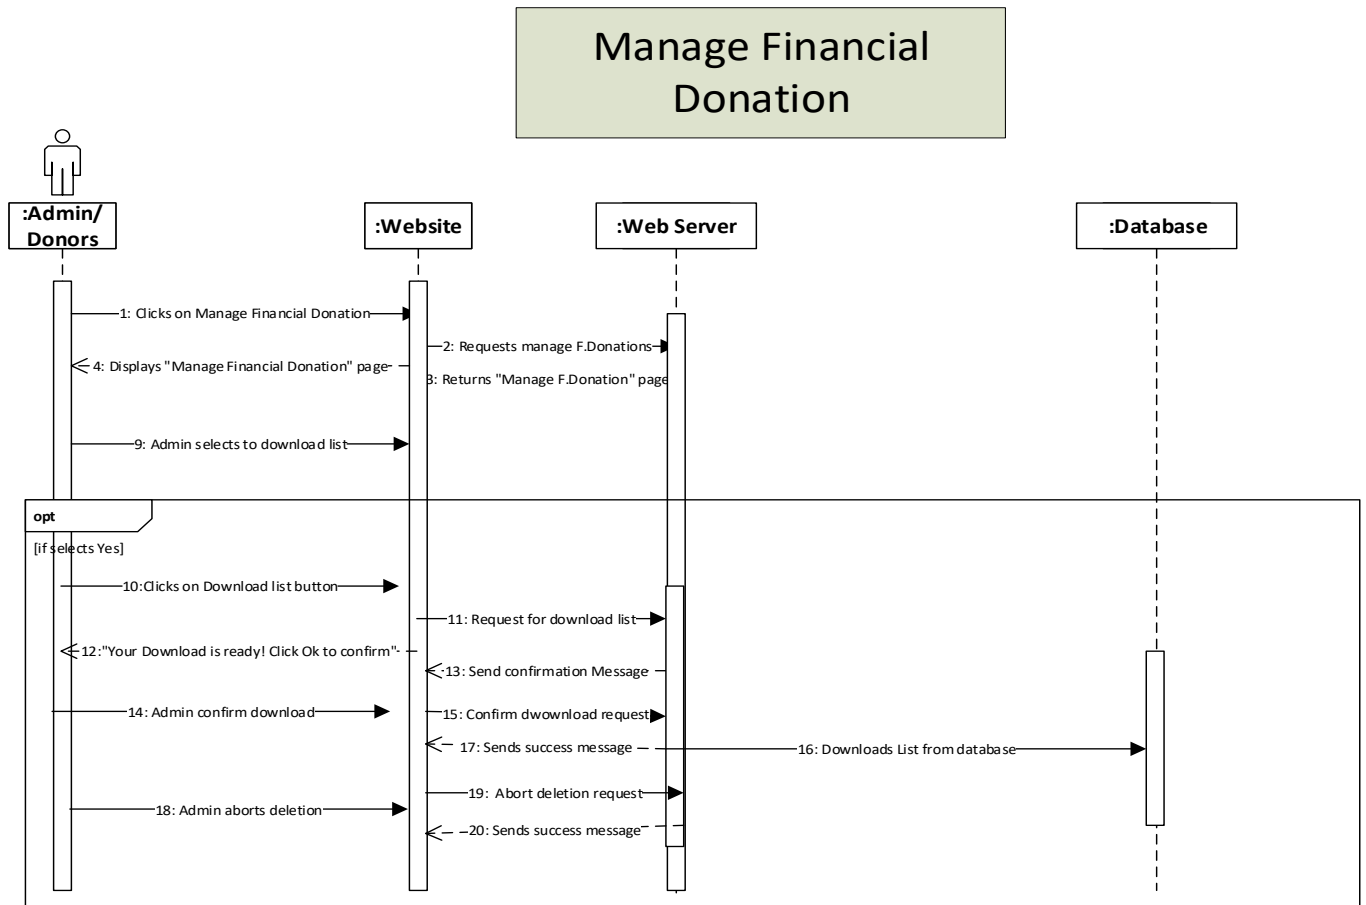 Manage Financial
Donation
:Admin/
Donors
:Website
:Web Server
:Database
1: Clicks on Manage Financial Donation
2: Requests manage F.Donations
4: Displays "Manage Financial Donation" page
3: Returns "Manage F.Donation" page
9: Admin selects to download list
opt
[if selects Yes]
10:Clicks on Download list button
11: Request for download list
12:"Your Download is ready! Click Ok to confirm"
13: Send confirmation Message
14: Admin confirm download
15: Confirm dwownload request
17: Sends success message
16: Downloads List from database
19: Abort deletion request
18: Admin aborts deletion
20: Sends success message